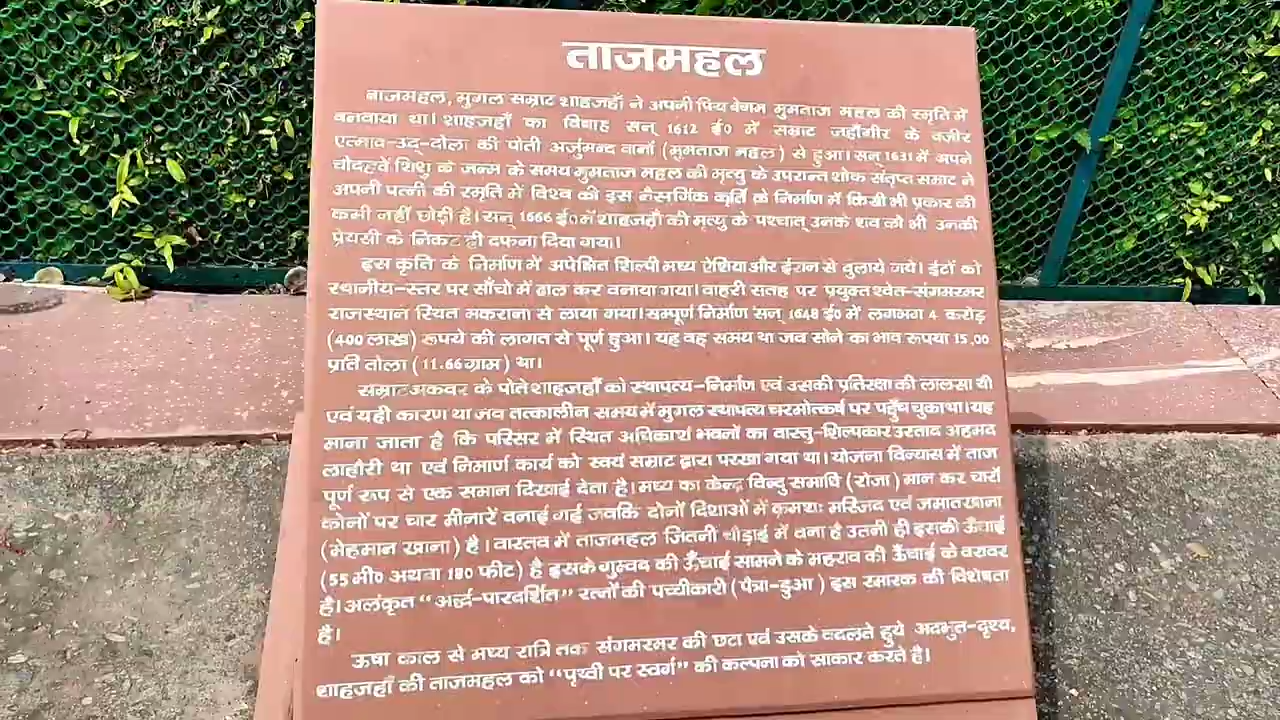 ताजमहल
ताजमहल, मुगल सम्राट शाहजहाँ ने अपनी प्रिय बेगम मुमताज महल की स्मृति में
बनवाया था। शाहजहाँ का विवाह सन् 1612 ई० में सम्राट जहाँगीर के वजीर
एत्माद-उद्-दोला की पोती अर्जुमन्द वानों (मुमताज महल) से हुआ। सन् 1631 में अपने
चौदहवें शिशु के जन्म के समय मुमताज महल की मृत्यु के उपरान्त शोक संतृप्त सम्राट ने
अपनी पत्नी की स्मृति में विश्व की इस नैसर्गिक कृति के निर्माण में किसी भी प्रकार की
कमी नहीं छोड़ी है। सन् 1666 ई० में शाहजहाँ की मृत्यु के पश्चात् उनके शव को भी उनकी
प्रेयसी के निकट ही दफना दिया गया।
इस कृति के निर्माण में अपेक्षित शिल्पी मध्य ऐशिया और ईरान से वुलाये गये। ईंटों को
स्थानीय-स्तर पर साँचो में ढाल कर वनाया गया। वाहरी सतह पर प्रयुक्त श्वेत-संगमरमर
राजस्थान स्थित मकराना से लाया गया। सम्पूर्ण निर्माण सन् 1648 ई० में लगभग 4 करोड़
(400 लाख) रूपये की लागत से पूर्ण हुआ। यह वह समय था जव सोने का भाव रूपया 15.00
प्रति तोला (11.66 ग्राम) था।
सम्राट अकवर के पोते शाहजहाँ को स्थापत्य-निर्माण एवं उसकी प्रतिरक्षा की लालसा थी
एवं यही कारण था जव तत्कालीन समय में मुगल स्थापत्य चरमोत्कर्ष पर पहुँच चुका था। यह
माना जाता है कि परिसर में स्थित अधिकाशं भवनों का वास्तु-शिल्पकार उस्ताद अहमद
लाहौरी था एवं निमार्ण कार्य को स्वयं सम्राट द्वारा परखा गया था। योजना विन्यास में ताज
पूर्ण रूप से एक समान दिखाई देता है। मध्य का केन्द्र विन्दु समाधि (रोजा) मान कर चारों
कोनों पर चार मीनारें वनाई गई जवकि दोनों दिशाओं में क्रमशः मस्जिद एवं जमातखाना
(मेहमान खाना) है। वास्तव में ताजमहल जितनी चौड़ाई में वना है उतनी ही इसकी ऊँचाई
(55 मी० अथवा 180 फीट) है इसके गुम्वद की ऊँचाई सामने के महराव की ऊँचाई के वरावर
है। अलंकृत “अर्द्ध-पारदर्शित” रत्नों की पच्चीकारी (पैत्रा-डुआ) इस स्मारक की विशेषता
है।
ऊषा काल से मध्य रात्रि तक संगमरमर की छटा एवं उसके वदलते हुये अदभुत-दृश्य,
शाहजहाँ की ताजमहल को “पृथ्वी पर स्वर्ग” की कल्पना को साकार करते है।